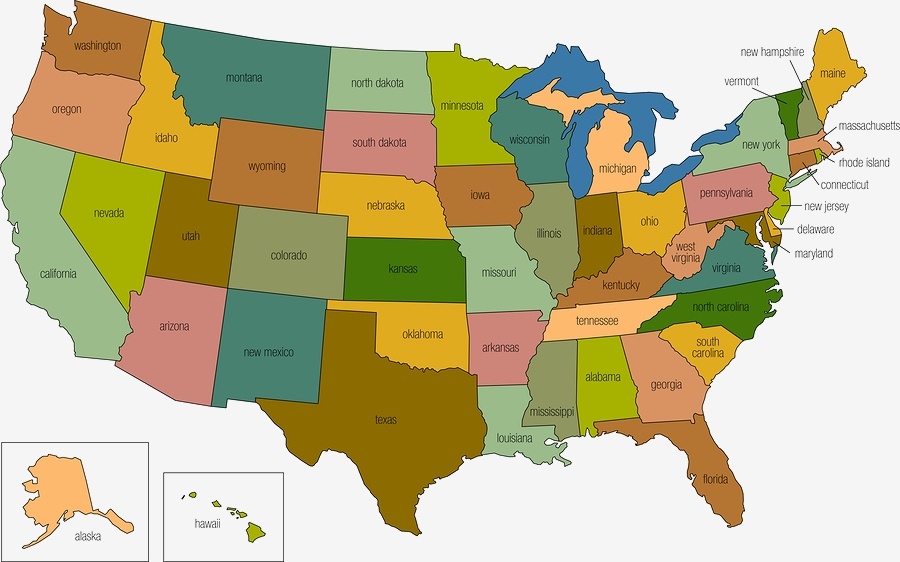 new hampshire
washington
vermont
maine
montana
north dakota
minnesota
oregon
idaho
massachusetts
south dakota
wisconsin
new york
wyoming
michigan
rhode island
connecticut
iowa
pennsylvania
nebraska
new jersey
nevada
ohio
delaware
utah
illinois
indiana
west
virginia
maryland
colorado
kansas
missouri
virginia
california
kentucky
north carolina
arizona
tennessee
oklahoma
new mexico
arkansas
south
carolina
alabama
georgia
texas
mississippi
louisiana
florida
hawaii
alaska